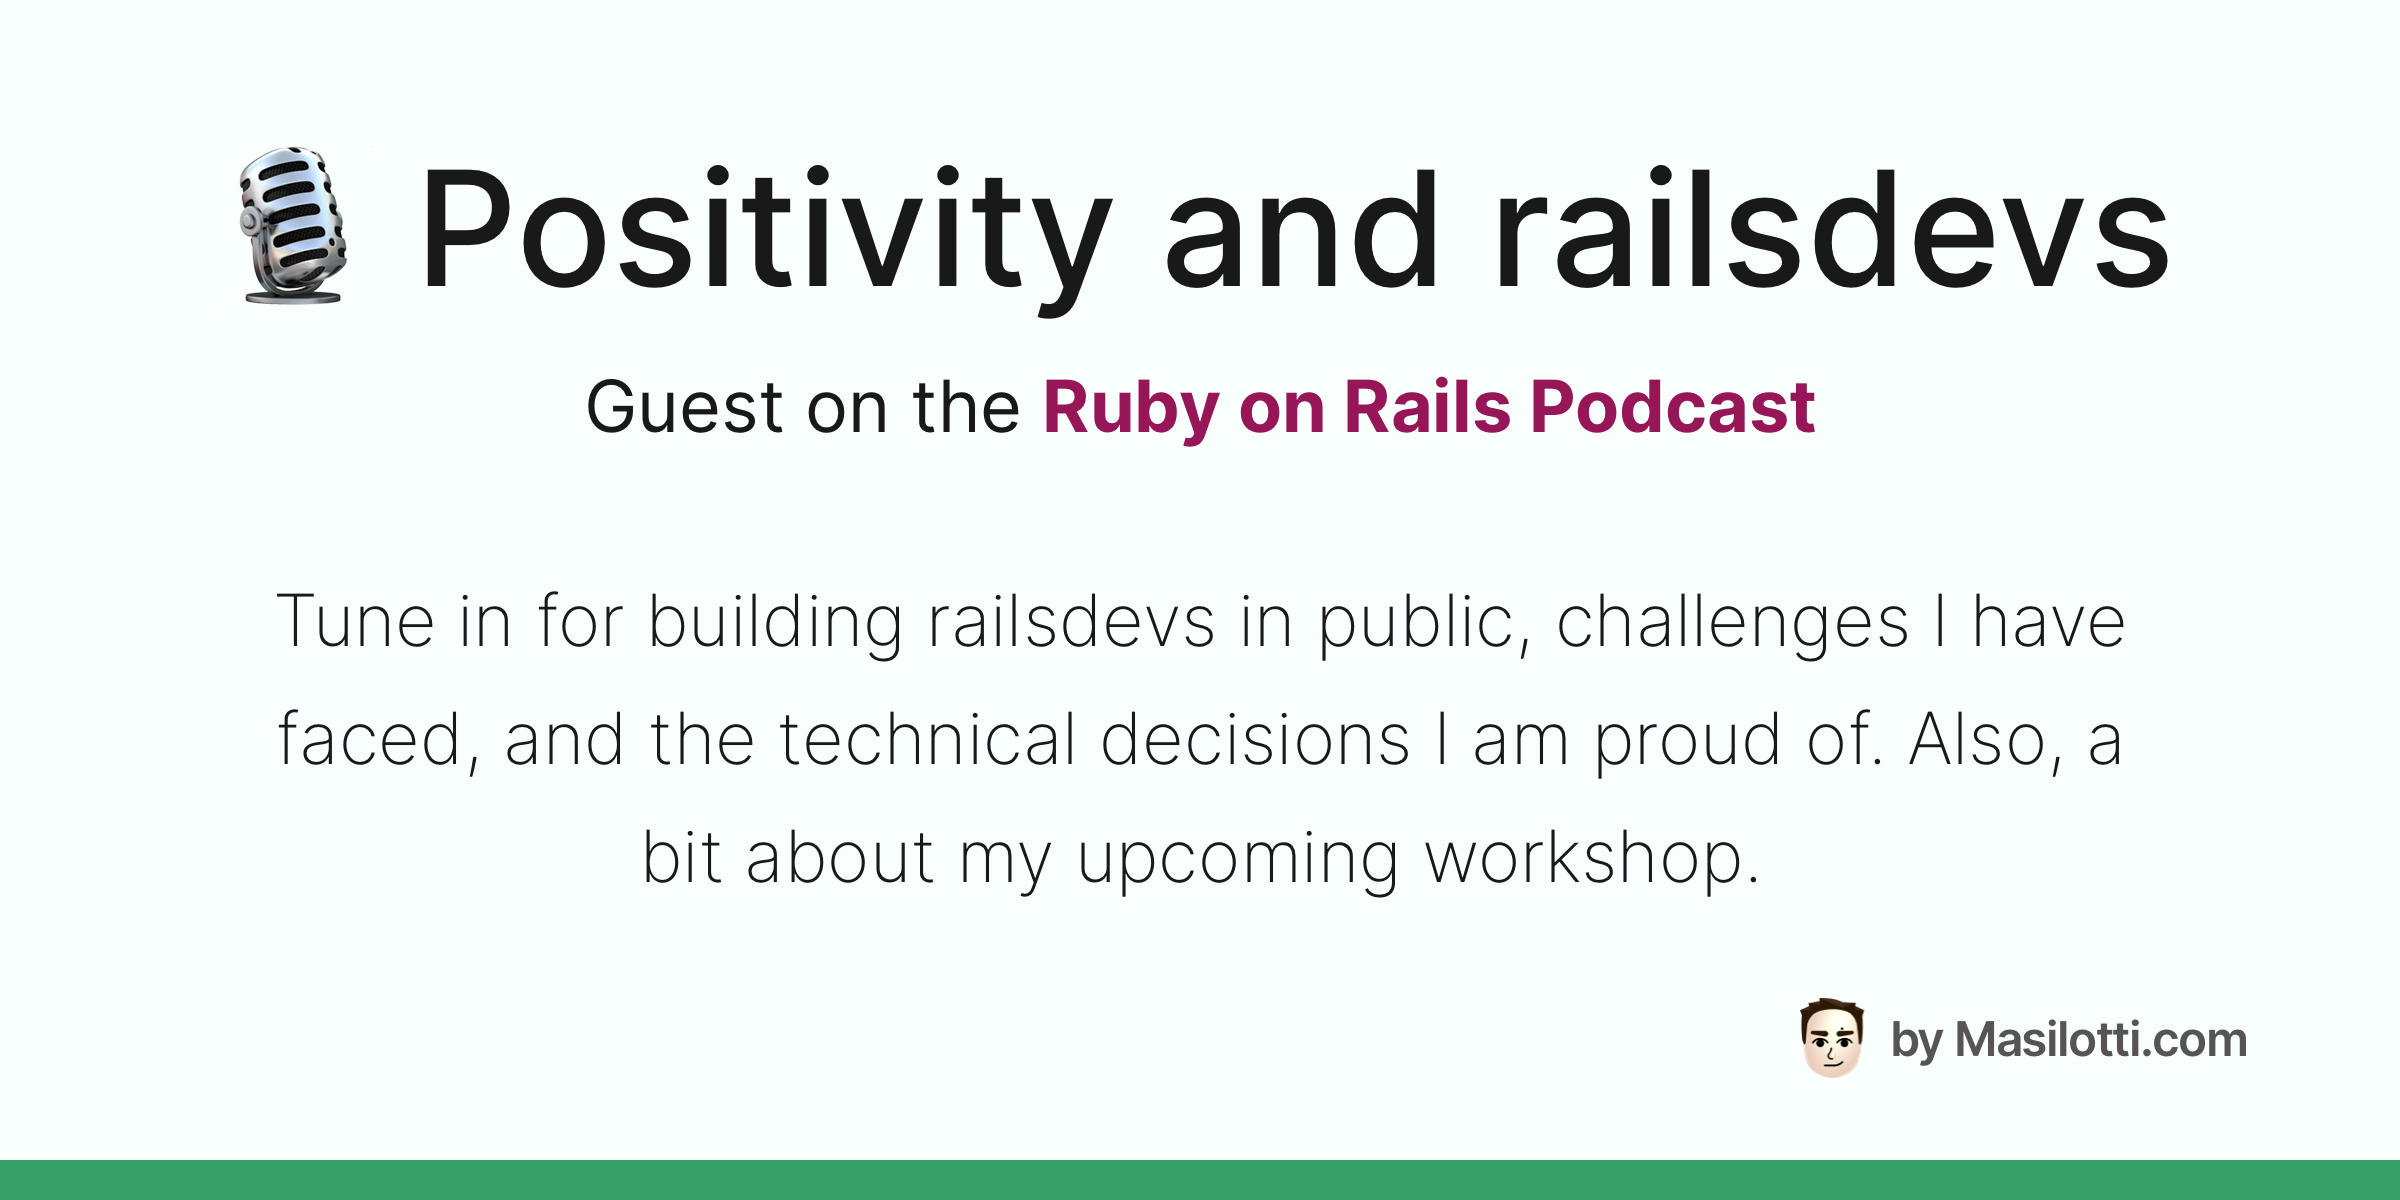 Positivity and railsdevs
Guest on the Ruby on Rails Podcast
Tune in for building railsdevs in public, challenges I have
faced, and the technical decisions I am proud of. Also, a
bit about my upcoming workshop.
by Masilotti.com